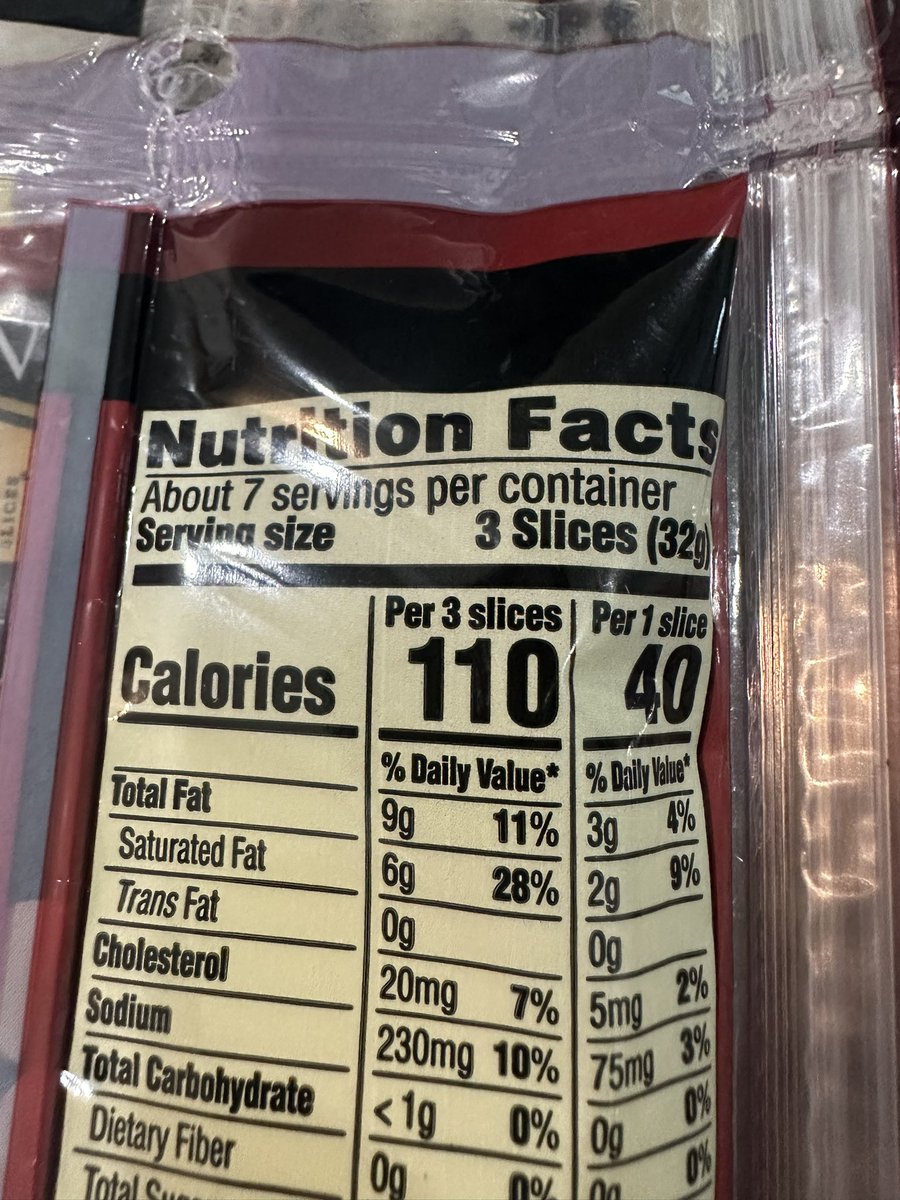 Nutrition Facts
About 7 servings per container
Serving size 3 Slices (32g)
Per 3 slices Per 1 slice
Calories 110 40
% Daily Value* % Daily Value*
Total Fat 9g 11% 3g 4%
Saturated Fat 6g 28% 2g 9%
Trans Fat 0g 0g
Cholesterol 20mg 7% 5mg 2%
Sodium 230mg 10% 75mg 3%
Total Carbohydrate <1g 0% 0g 0%
Dietary Fiber 0g 0% 0g 0%
Total